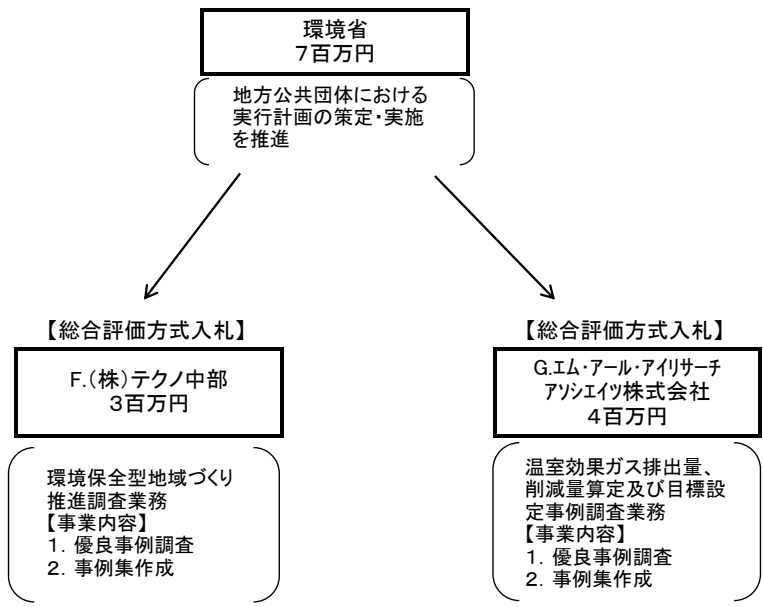 環境省
７百万円
地方公共団体における
実行計画の策定・実施
を推進
【総合評価方式入札】
F.（株）テクノ中部
３百万円
環境保全型地域づくり
推進調査業務
【事業内容】
１．優良事例調査
２．事例集作成
【総合評価方式入札】
G.エム・アール・アイリサーチ
アソシエイツ株式会社
４百万円
温室効果ガス排出量、
削減量算定及び目標設
定事例調査業務
【事業内容】
１．優良事例調査
２．事例集作成